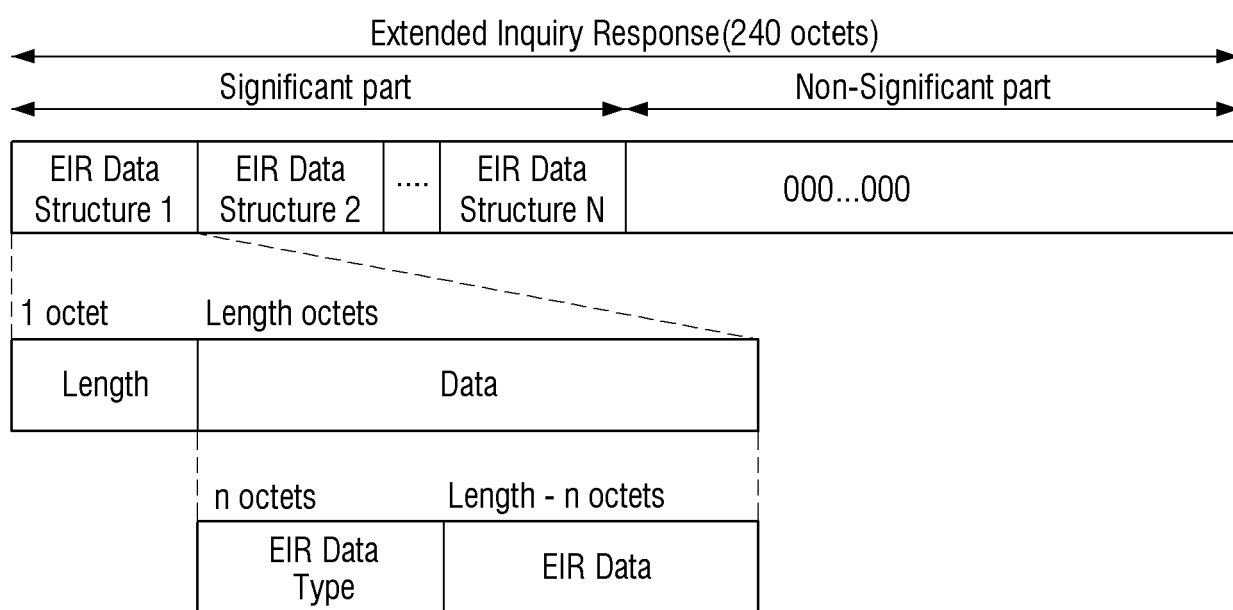 Extended Inquiry Response(240 octets)
Significant part
Non-Significant part
EIR Data
Structure 1
EIR Data
Structure 2
....
EIR Data
Structure N
000...000
1 octet
Length octets
Length
Data
n octets
Length - n octets
EIR Data
Type
EIR Data